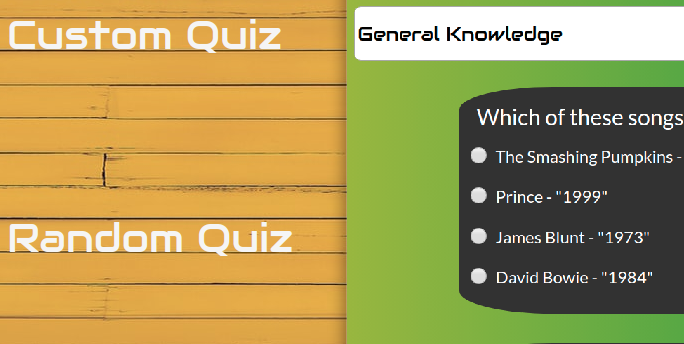 Custom Quiz
Random Quiz
General Knowledge
Which of these songs
The Smashing Pumpkins -
Prince - "1999"
James Blunt - "1973"
David Bowie - "1984"